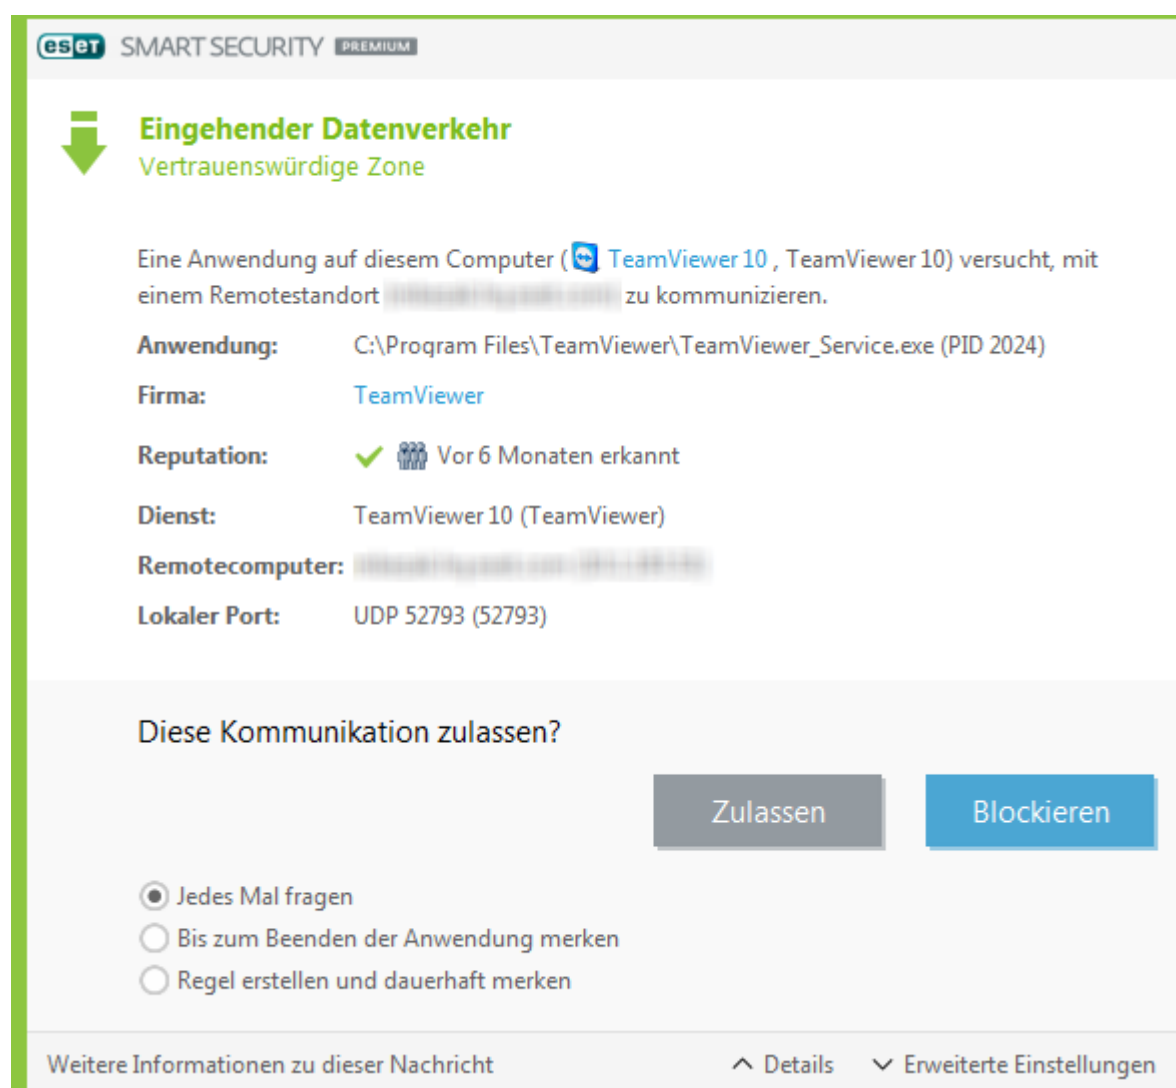 eset SMART SECURITY PREMIUM
Eingehender Datenverkehr
Vertrauenswürdige Zone
Eine Anwendung auf diesem Computer ( TeamViewer 10 , TeamViewer 10) versucht, mit
einem Remotestandort zu kommunizieren.
Anwendung: C:\Program Files\TeamViewer\TeamViewer_Service.exe (PID 2024)
Firma: TeamViewer
Reputation: Vor 6 Monaten erkannt
Dienst: TeamViewer 10 (TeamViewer)
Remotecomputer:
Lokaler Port: UDP 52793 (52793)
Diese Kommunikation zulassen?
Zulassen Blockieren
Jedes Mal fragen
Bis zum Beenden der Anwendung merken
Regel erstellen und dauerhaft merken
Weitere Informationen zu dieser Nachricht Details Erweiterte Einstellungen